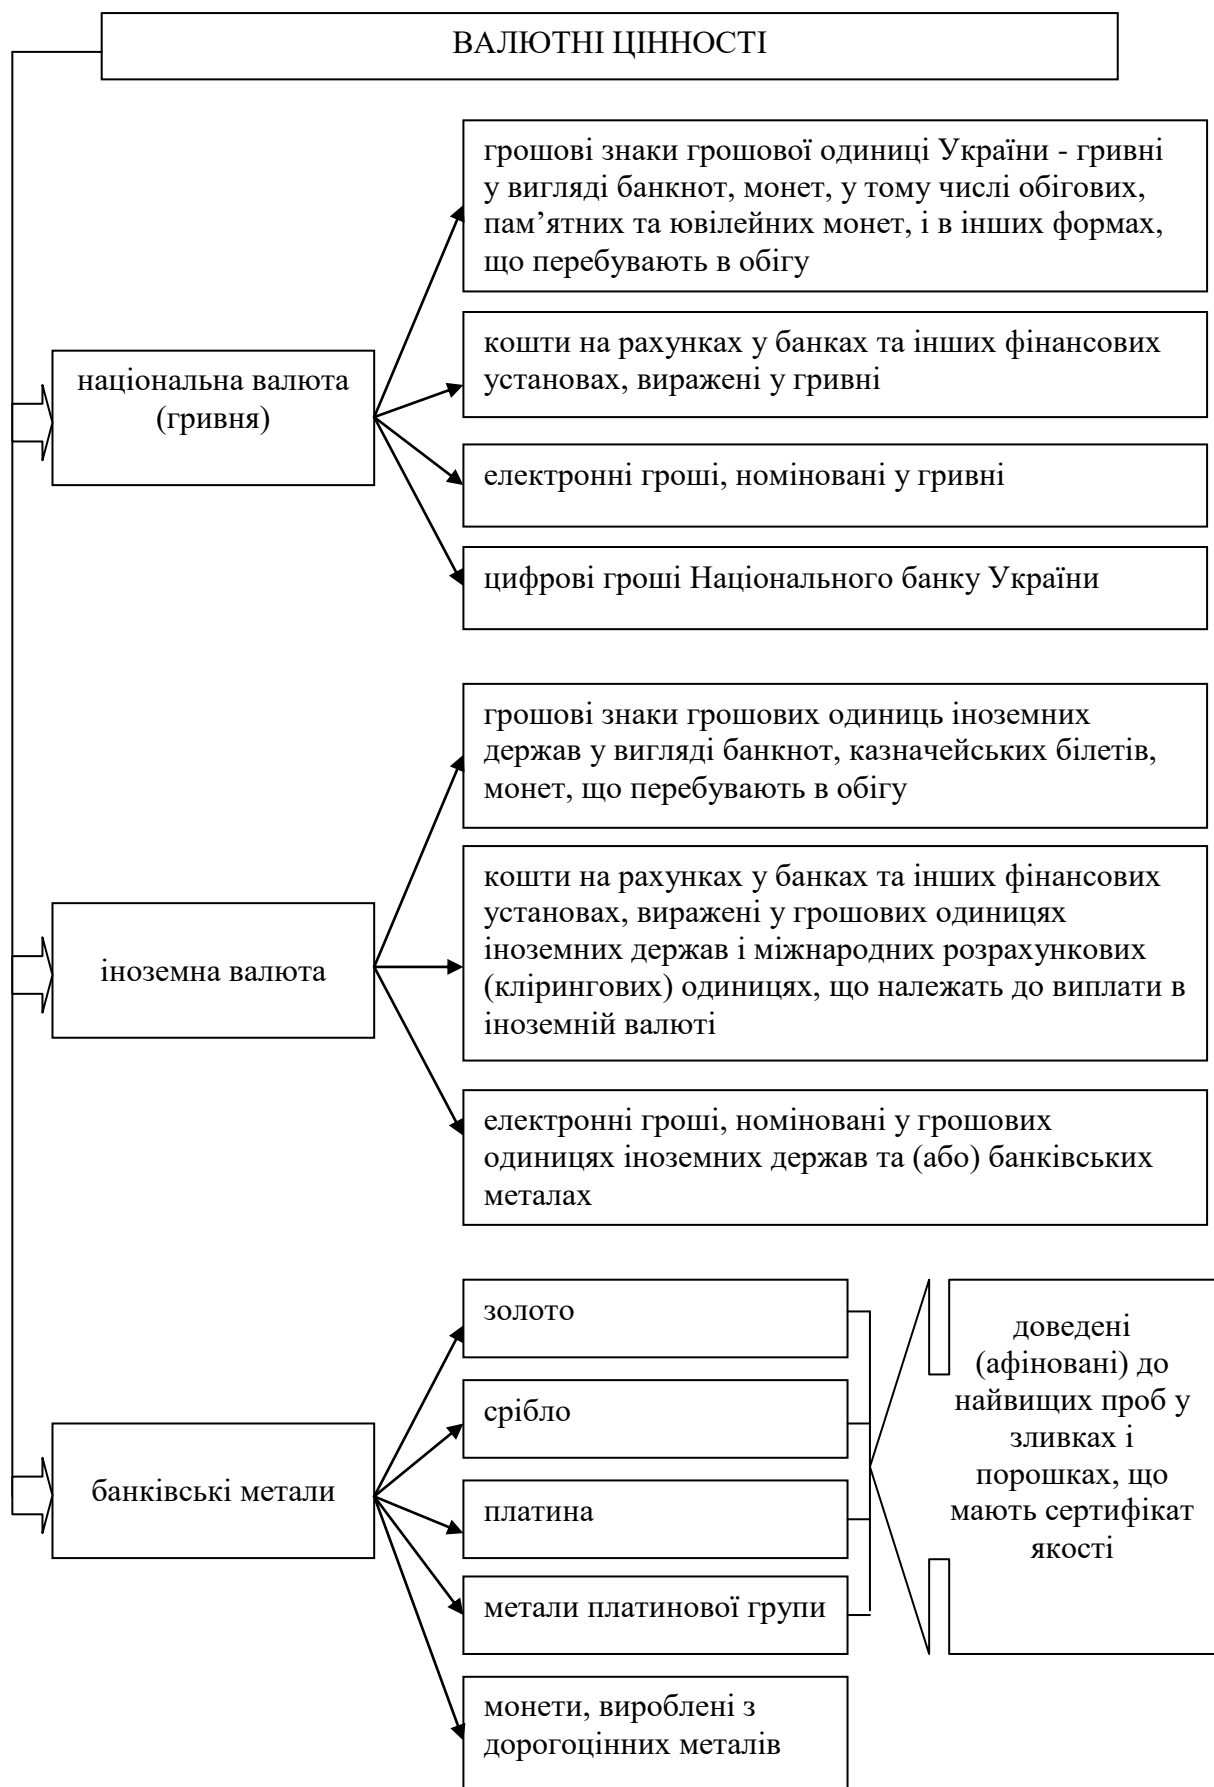 ВАЛЮТНІ ЦІННОСТІ
грошові знаки грошової одиниці України - гривні
у вигляді банкнот, монет, у тому числі обігових,
пам’ятних та ювілейних монет, і в інших формах,
що перебувають в обігу
національна валюта
(гривня)
кошти на рахунках у банках та інших фінансових
установах, виражені у гривні
електронні гроші, номіновані у гривні
цифрові гроші Національного банку України
іноземна валюта
грошові знаки грошових одиниць іноземних
держав у вигляді банкнот, казначейських білетів,
монет, що перебувають в обігу
кошти на рахунках у банках та інших фінансових
установах, виражені у грошових одиницях
іноземних держав і міжнародних розрахункових
(клірингових) одиницях, що належать до виплати в
іноземній валюті
електронні гроші, номіновані у грошових
одиницях іноземних держав та (або) банківських
металах
банківські метали
золото
срібло
платина
метали платинової групи
монети, вироблені з
дорогоцінних металів
доведені
(афіновані) до
найвищих проб у
зливках і
порошках, що
мають сертифікат
якості